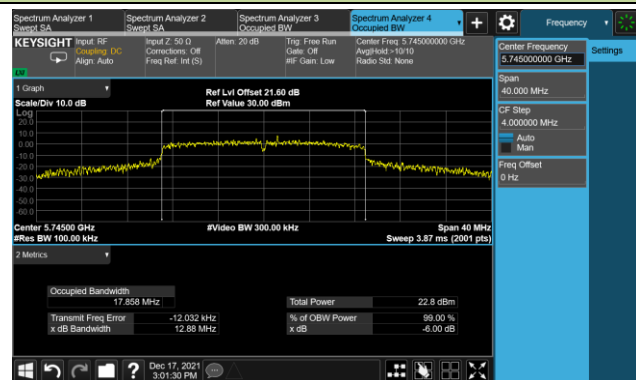 Spectrum Analyzer 1
Swept SA
Spectrum Analyzer 2
Swept SA
Spectrum Analyzer 3
Occupied BW
Spectrum Analyzer 4
Occupied BW
Frequency
KEYSIGHT
Input: RF
Coupling: DC
Align: Auto
Input Z: 50 Ω
Corrections: Off
Freq Ref: Int (S)
Atten: 20 dB
Trig: Free Run
Gate: Off
#IF Gain: Low
Center Freq: 5.745000000 GHz
Avg|Hold:>10/10
Radio Std: None
Center Frequency
5.745000000 GHz
Settings
Span
40.000 MHz
CF Step
4.000000 MHz
Auto
Man
Freq Offset
0 Hz
1 Graph
Scale/Div 10.0 dB
Ref Lvl Offset 21.60 dB
Ref Value 30.00 dBm
Log
20.0
10.0
0.00
-10.0
-20.0
-30.0
-40.0
-50.0
-60.0
Center 5.74500 GHz
#Res BW 100.00 kHz
#Video BW 300.00 kHz
Span 40 MHz
Sweep 3.87 ms (2001 pts)
2 Metrics
Occupied Bandwidth
17.858 MHz
Total Power 22.8 dBm
Transmit Freq Error -12.032 kHz
% of OBW Power 99.00 %
x dB Bandwidth 12.88 MHz
x dB -6.00 dB
Dec 17, 2021
3:01:30 PM